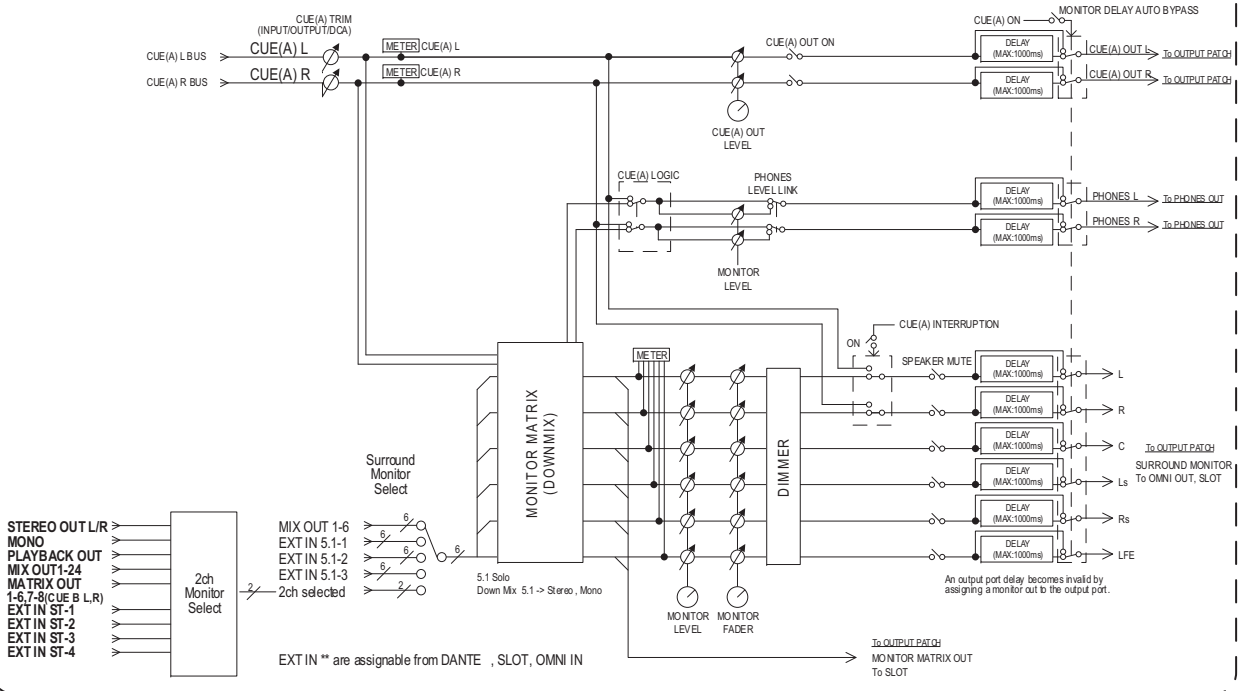 CUE(A) TRIM
(INPUT/OUTPUT/DCA)
CUE(A) ON
MONITOR DELAY AUTO BYPASS
CUE(A) L BUS
CUE(A) L
METER
CUE(A) L
CUE(A) OUT ON
DELAY
(MAX:1000ms)
CUE(A) OUT L
To OUTPUT PATCH
CUE(A) R BUS
CUE(A) R
METER
CUE(A) R
DELAY
(MAX:1000ms)
CUE(A) OUT R
To OUTPUT PATCH
CUE(A) OUT
LEVEL
CUE(A) LOGIC
PHONES
LEVEL LINK
DELAY
(MAX:1000ms)
PHONES L
To PHONES OUT
DELAY
(MAX:1000ms)
PHONES R
To PHONES OUT
MONITOR
LEVEL
CUE(A) INTERRUPTION
ON
METER
SPEAKER MUTE
MONITOR MATRIX
(DOWNMIX)
DIMMER
DELAY
(MAX:1000ms)
L
DELAY
(MAX:1000ms)
R
DELAY
(MAX:1000ms)
C
To OUTPUT PATCH
SURROUND MONITOR
To OMNI OUT, SLOT
DELAY
(MAX:1000ms)
Ls
DELAY
(MAX:1000ms)
Rs
DELAY
(MAX:1000ms)
LFE
Surround
Monitor
Select
STEREO OUT L/R
MONO
PLAYBACK OUT
MIX OUT1-24
MATRIX OUT
1-6,7-8(CUE B L,R)
EXT IN ST-1
EXT IN ST-2
EXT IN ST-3
EXT IN ST-4
2ch
Monitor
Select
2
MIX OUT 1-6
6
EXT IN 5.1-1
6
EXT IN 5.1-2
6
EXT IN 5.1-3
6
2ch selected
2
6
5.1 Solo
Down Mix 5.1 -> Stereo, Mono
MONITOR
LEVEL
MONITOR
FADER
An output port delay becomes invalid by
assigning a monitor out to the output port.
To OUTPUT PATCH
MONITOR MATRIX OUT
To SLOT
EXT IN ** are assignable from DANTE , SLOT, OMNI IN